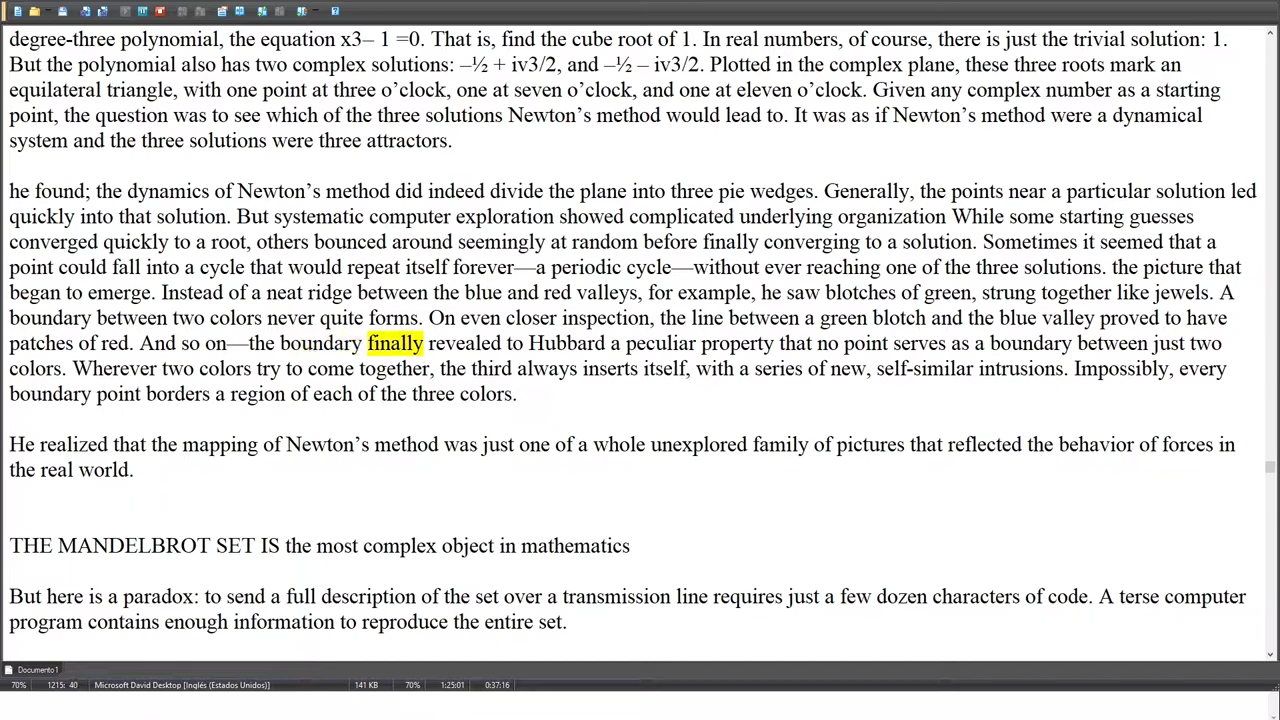 degree-three polynomial, the equation x3– 1 =0. That is, find the cube root of 1. In real numbers, of course, there is just the trivial solution: 1.
But the polynomial also has two complex solutions: –½ + iv3/2, and –½ – iv3/2. Plotted in the complex plane, these three roots mark an
equilateral triangle, with one point at three o’clock, one at seven o’clock, and one at eleven o’clock. Given any complex number as a starting
point, the question was to see which of the three solutions Newton’s method would lead to. It was as if Newton’s method were a dynamical
system and the three solutions were three attractors.
he found; the dynamics of Newton’s method did indeed divide the plane into three pie wedges. Generally, the points near a particular solution led
quickly into that solution. But systematic computer exploration showed complicated underlying organization While some starting guesses
converged quickly to a root, others bounced around seemingly at random before finally converging to a solution. Sometimes it seemed that a
point could fall into a cycle that would repeat itself forever—a periodic cycle—without ever reaching one of the three solutions. the picture that
began to emerge. Instead of a neat ridge between the blue and red valleys, for example, he saw blotches of green, strung together like jewels. A
boundary between two colors never quite forms. On even closer inspection, the line between a green blotch and the blue valley proved to have
patches of red. And so on—the boundary finally revealed to Hubbard a peculiar property that no point serves as a boundary between just two
colors. Wherever two colors try to come together, the third always inserts itself, with a series of new, self-similar intrusions. Impossibly, every
boundary point borders a region of each of the three colors.
He realized that the mapping of Newton’s method was just one of a whole unexplored family of pictures that reflected the behavior of forces in
the real world.
THE MANDELBROT SET IS the most complex object in mathematics
But here is a paradox: to send a full description of the set over a transmission line requires just a few dozen characters of code. A terse computer
program contains enough information to reproduce the entire set.
Documento1
70% 1215: 40 Microsoft David Desktop [Inglés (Estados Unidos)] 141 KB 70% 1:25:01 0:37:16